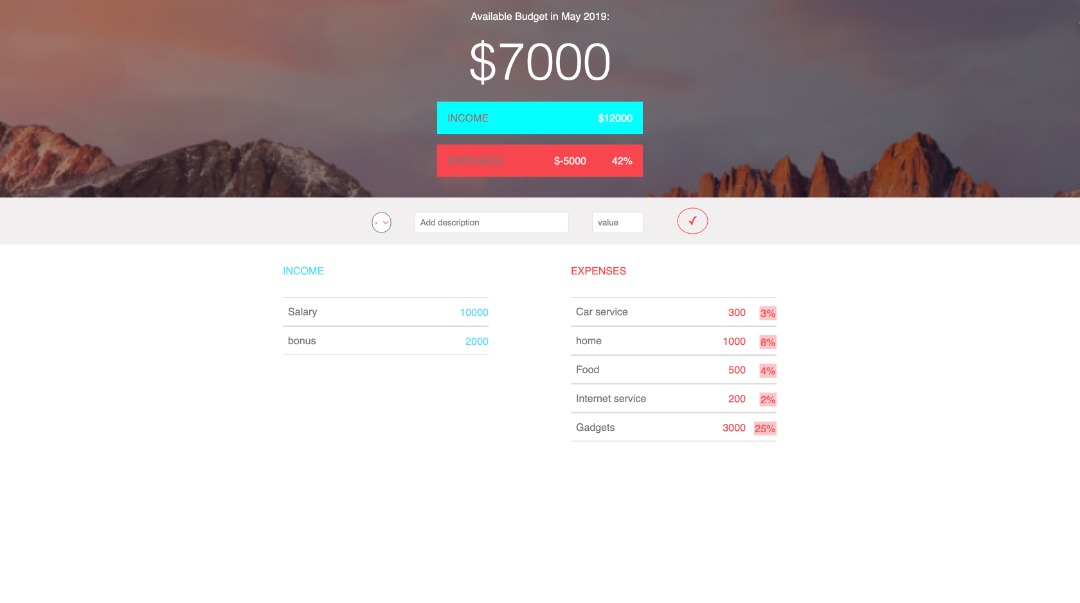 Available Budget in May 2019:
$7000
INCOME $12000
EXPENSES $-5000 42%
- Add description value
INCOME
Salary 10000
bonus 2000
EXPENSES
Car service 300 3%
home 1000 8%
Food 500 4%
Internet service 200 2%
Gadgets 3000 25%